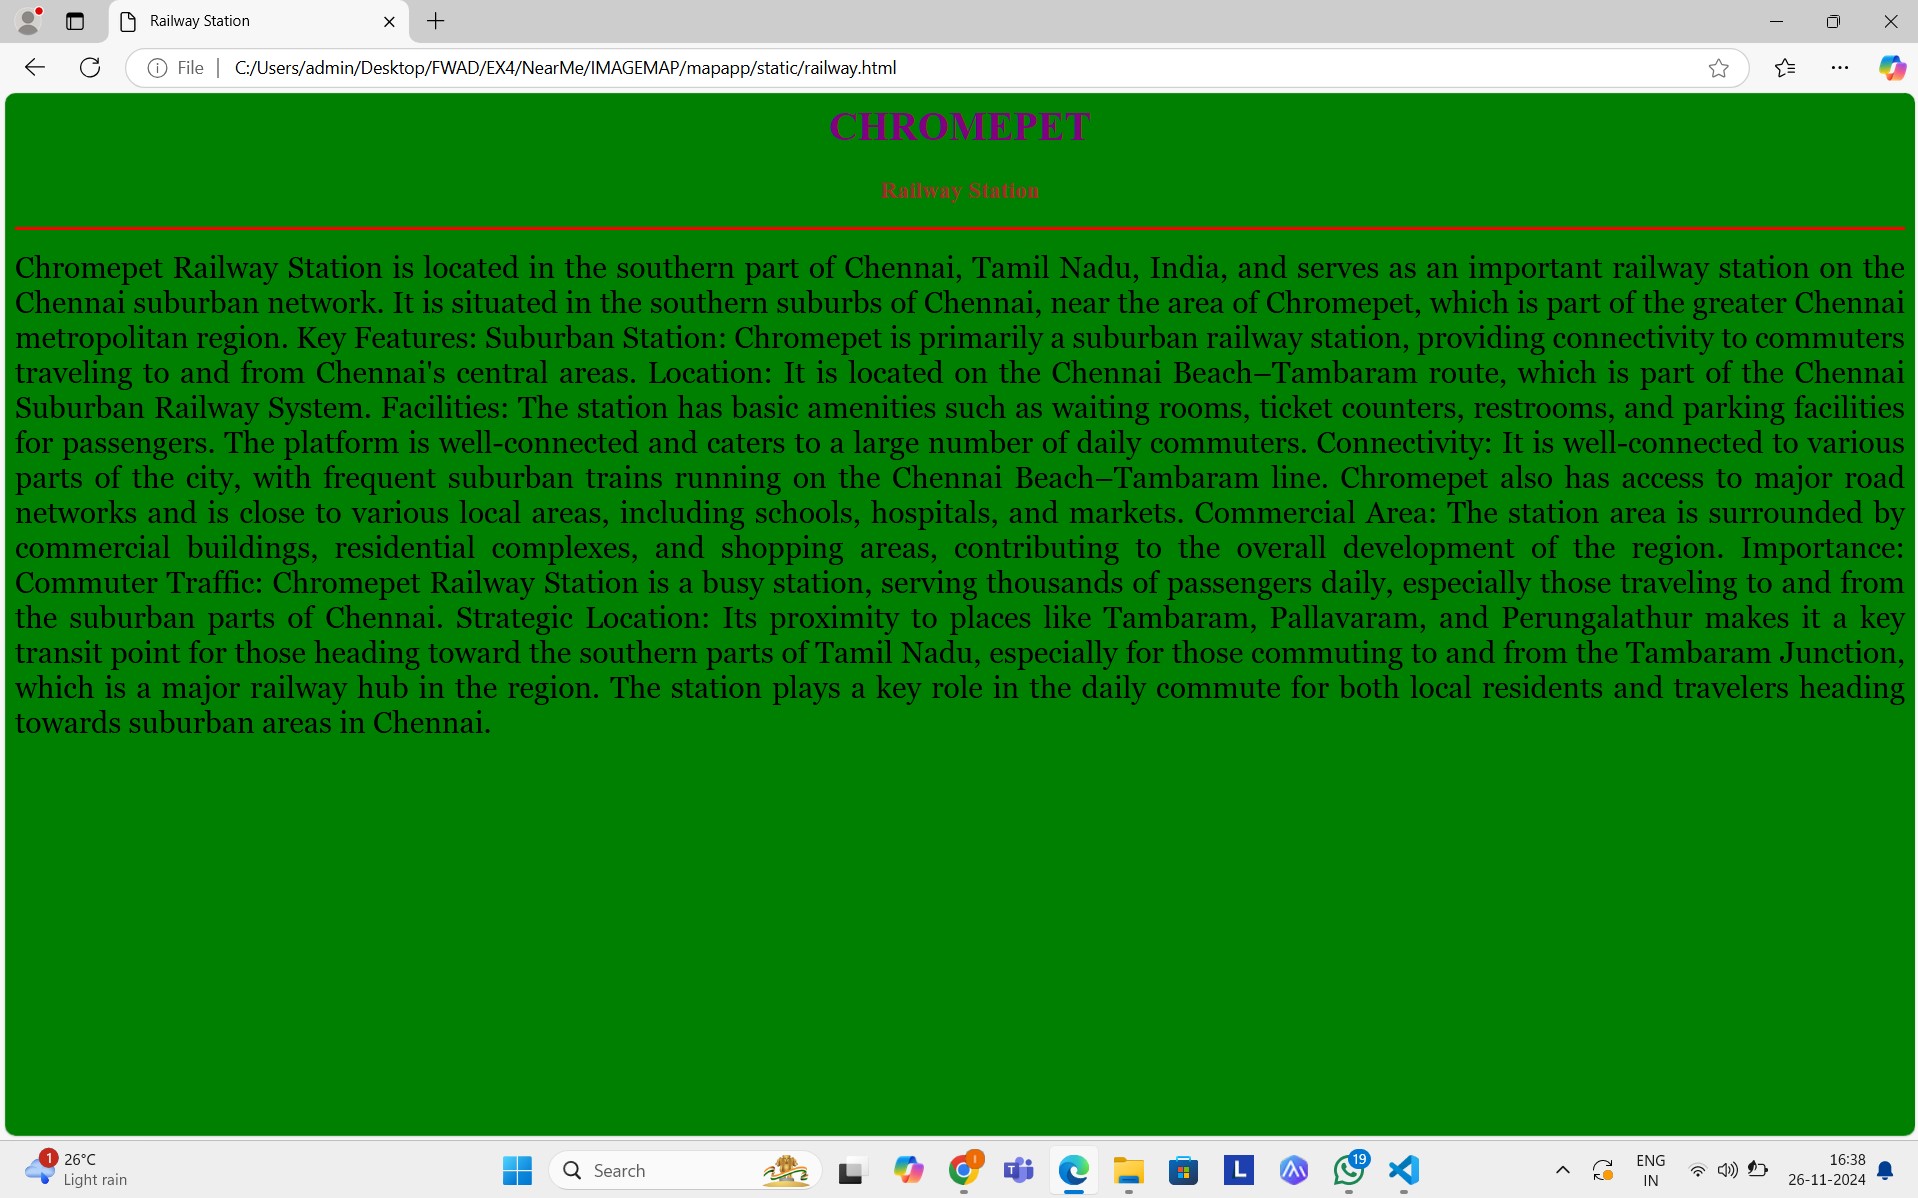 Railway Station
File
C:/Users/admin/Desktop/FWAD/EX4/NearMe/IMAGEMAP/mapapp/static/railway.html
CHROMEPET
Railway Station
Chromepet Railway Station is located in the southern part of Chennai, Tamil Nadu, India, and serves as an important railway station on the
Chennai suburban network. It is situated in the southern suburbs of Chennai, near the area of Chromepet, which is part of the greater Chennai
metropolitan region. Key Features: Suburban Station: Chromepet is primarily a suburban railway station, providing connectivity to commuters
traveling to and from Chennai's central areas. Location: It is located on the Chennai Beach–Tambaram route, which is part of the Chennai
Suburban Railway System. Facilities: The station has basic amenities such as waiting rooms, ticket counters, restrooms, and parking facilities
for passengers. The platform is well-connected and caters to a large number of daily commuters. Connectivity: It is well-connected to various
parts of the city, with frequent suburban trains running on the Chennai Beach–Tambaram line. Chromepet also has access to major road
networks and is close to various local areas, including schools, hospitals, and markets. Commercial Area: The station area is surrounded by
commercial buildings, residential complexes, and shopping areas, contributing to the overall development of the region. Importance:
Commuter Traffic: Chromepet Railway Station is a busy station, serving thousands of passengers daily, especially those traveling to and from
the suburban parts of Chennai. Strategic Location: Its proximity to places like Tambaram, Pallavaram, and Perungalathur makes it a key
transit point for those heading toward the southern parts of Tamil Nadu, especially for those commuting to and from the Tambaram Junction,
which is a major railway hub in the region. The station plays a key role in the daily commute for both local residents and travelers heading
towards suburban areas in Chennai.
1
26°C
Light rain
Search
L
19
ENG
IN
16:38
26-11-2024